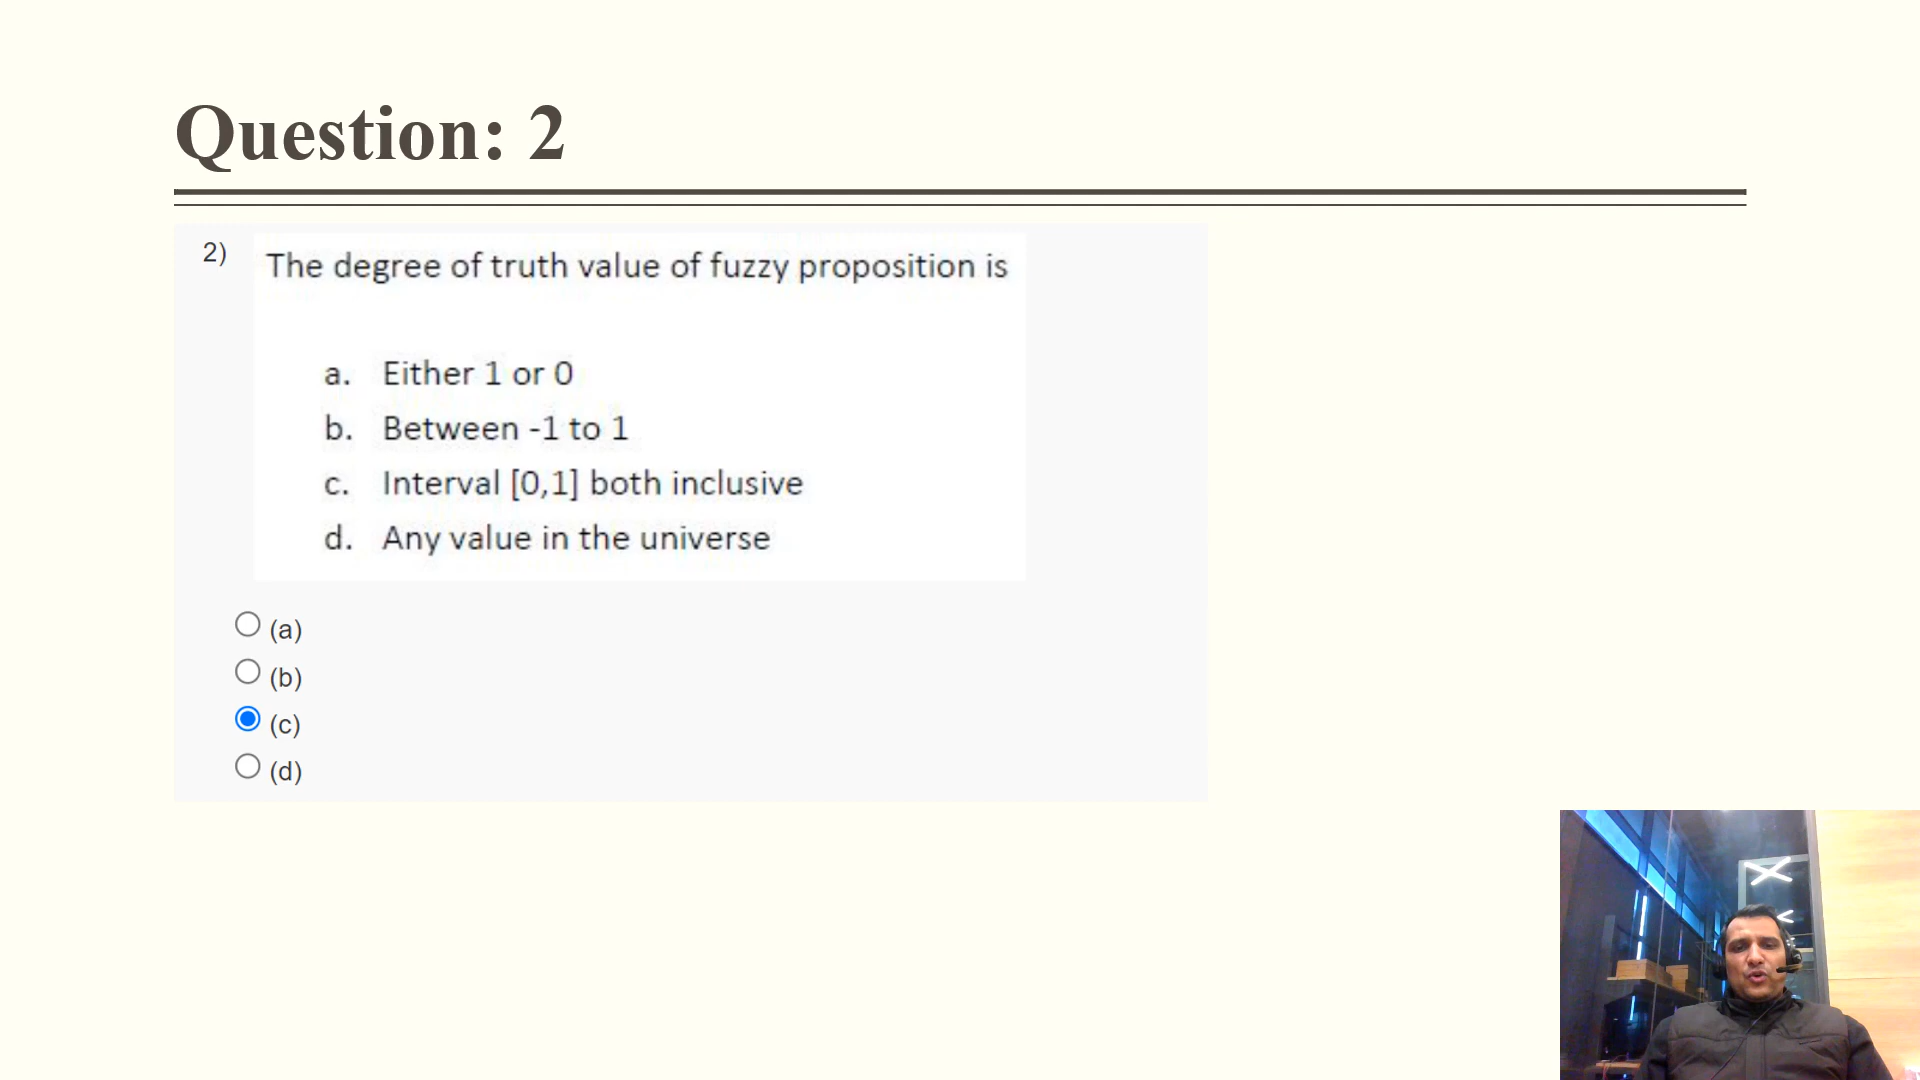 Question: 2
2) The degree of truth value of fuzzy proposition is
a. Either 1 or 0
b. Between -1 to 1
c. Interval [0,1] both inclusive
d. Any value in the universe
(a)
(b)
(c)
(d)